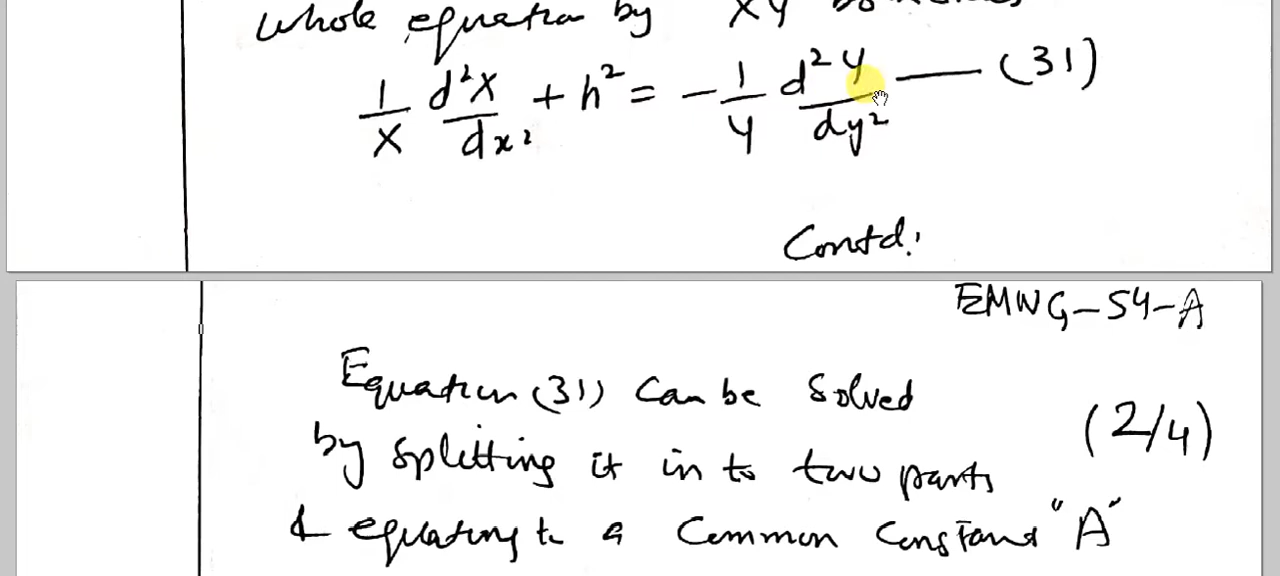 whole equation by XY
1/X d²X/dx² + h² = - 1/Y d²Y/dy² — (31)
Contd.
EMWG-54-A
Equation (31) can be solved
(2/4)
by splitting it in to two parts
& equating to a common constant "A"